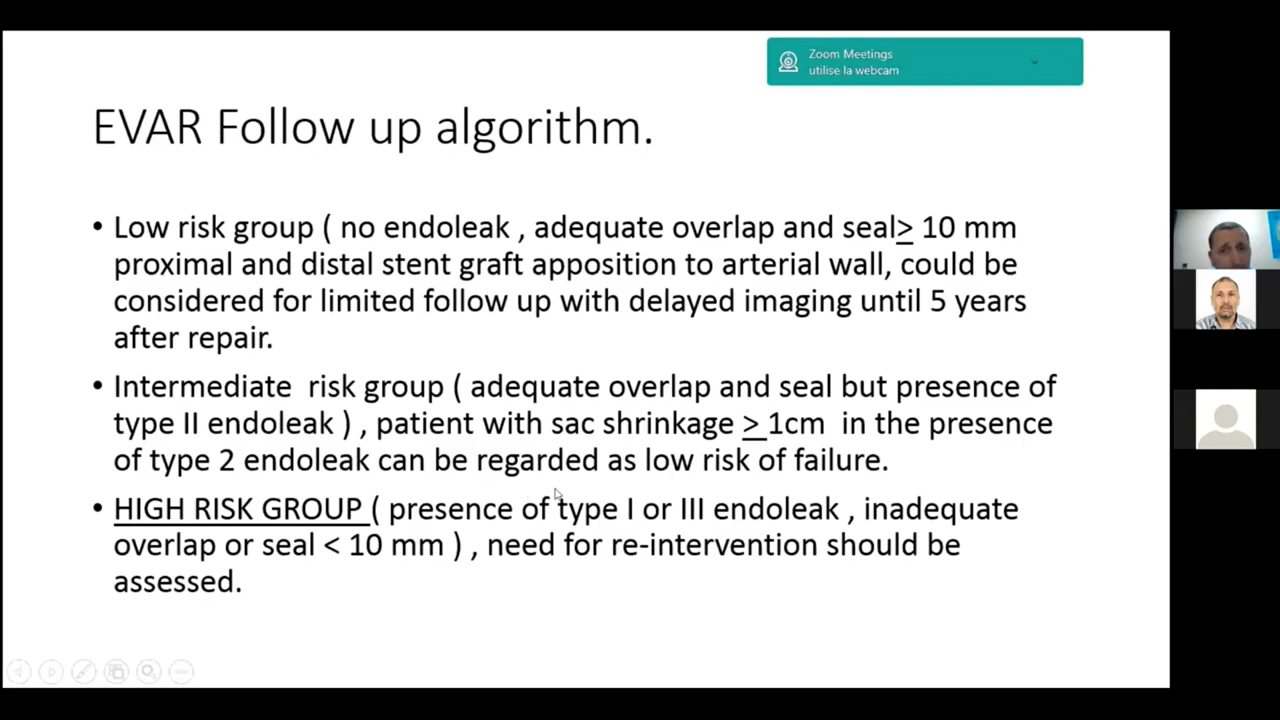 Zoom Meetings
utilise la webcam
EVAR Follow up algorithm.
• Low risk group ( no endoleak , adequate overlap and seal≥ 10 mm
proximal and distal stent graft apposition to arterial wall, could be
considered for limited follow up with delayed imaging until 5 years
after repair.
• Intermediate risk group ( adequate overlap and seal but presence of
type II endoleak ) , patient with sac shrinkage ≥ 1cm in the presence
of type 2 endoleak can be regarded as low risk of failure.
• HIGH RISK GROUP ( presence of type I or III endoleak , inadequate
overlap or seal < 10 mm ) , need for re-intervention should be
assessed.